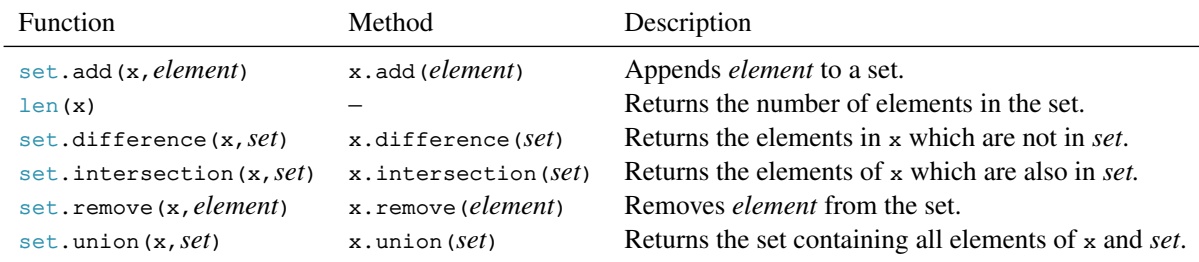 Function Method Description
set.add(x,element) x.add(element) Appends element to a set.
len(x) – Returns the number of elements in the set.
set.difference(x,set) x.difference(set) Returns the elements in x which are not in set.
set.intersection(x,set) x.intersection(set) Returns the elements of x which are also in set.
set.remove(x,element) x.remove(element) Removes element from the set.
set.union(x,set) x.union(set) Returns the set containing all elements of x and set.